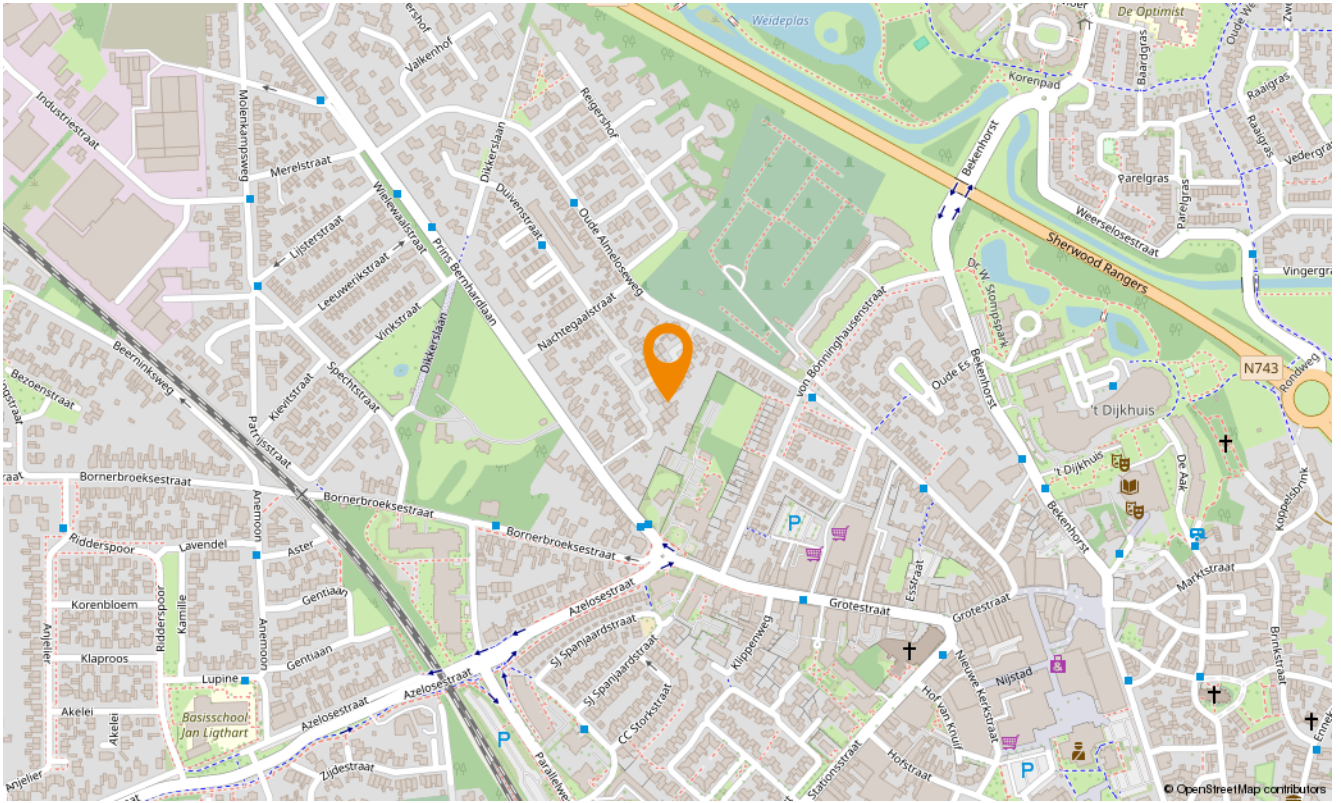 Weideplas
De Optimist
Valkenhof
Korenpad
Baardgras
Raaigras
Industriestraat
Molenkampsweg
Reigershof
Bekenhorst
Raaigras
Merelstraat
Dikkerslaan
Parelgras
Parelgras
Wielewaalstraat
Duivenstraat
Oude Almeloseweg
Weerselosestraat
Lijsterstraat
Prins Bernhardlaan
Sherwood Rangers
Leeuwerikstraat
Dr. W. Stompspark
Vinkstraat
Dikkerslaan
Nachtegaalstraat
von Bönninghausenstraat
Beerninksweg
Bekenhorst
N743
Rondweg
Bezoenstraat
Kievitstraat
Spechtstraat
Oude Es
't Dijkhuis
Patrijsstraat
't Dijkhuis
De Aak
Bornerbroeksestraat
Bornerbroeksestraat
P
Koppelsbrink
Anemoon
Bekenhorst
Ridderspoor
Lavendel
Aster
Bornerbroeksestraat
Marktstraat
Esstraat
Korenbloem
Ridderspoor
Kamille
Gentiaan
Azelosestraat
Grotestraat
Grotestraat
Anjelier
Klaproos
Anemoon
Gentiaan
SJ Spanjaardstraat
Klippenweg
Brinkstraat
Lupine
Azelosestraat
SJ Spanjaardstraat
Nieuwe Kerkstraat
Nijstad
Akelei
Akelei
Basisschool
Jan Ligthart
Azelosestraat
CC Storkstraat
Hof van Knuif
P
Anjelier
Zijdestraat
Stationsstraat
Hofstraat
P
© OpenStreetMap contributors